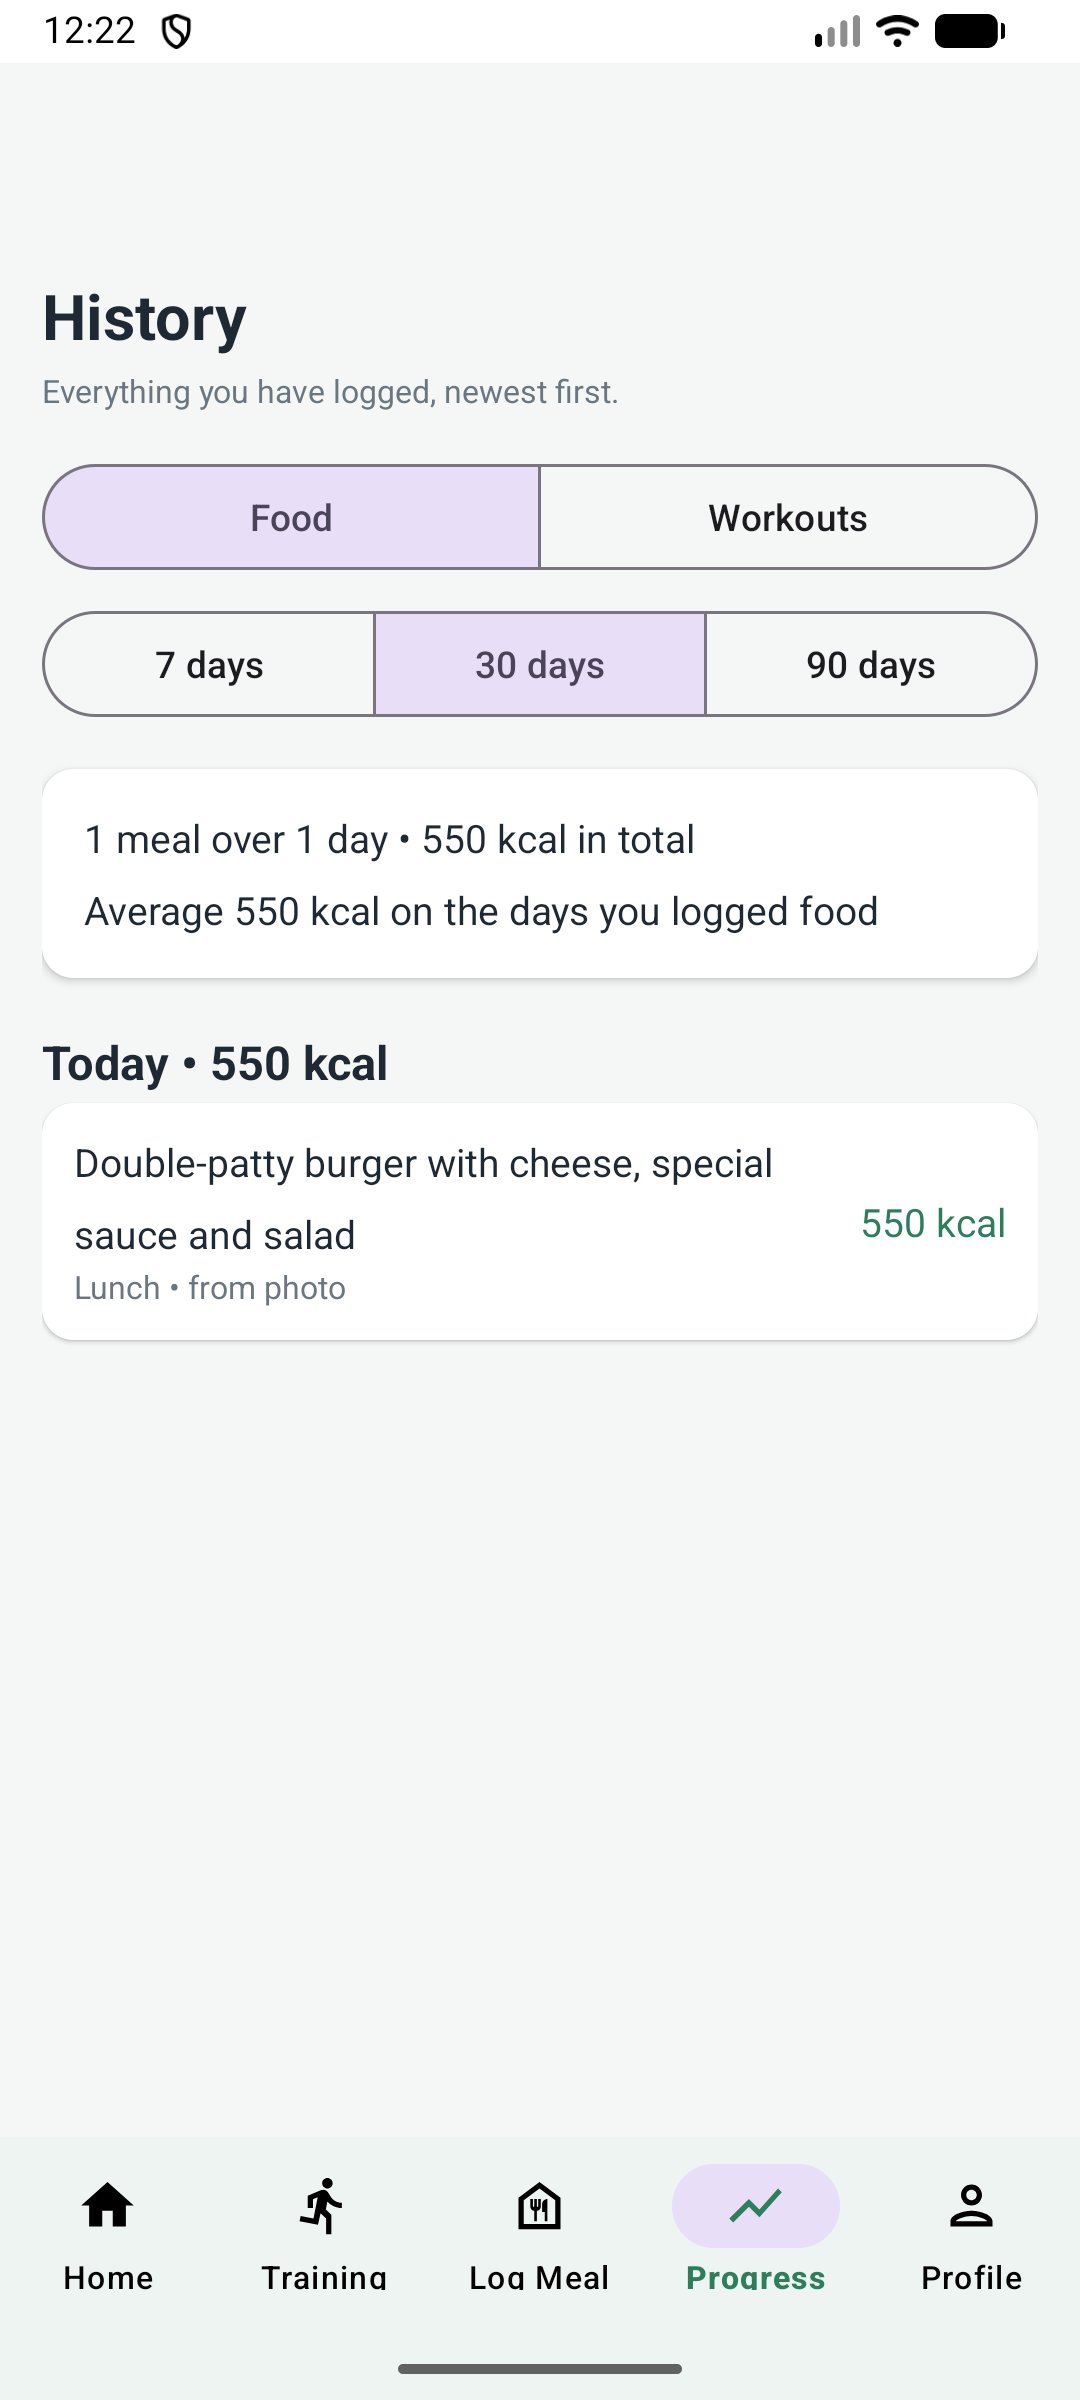 12:22
History
Everything you have logged, newest first.
Food
Workouts
7 days
30 days
90 days
1 meal over 1 day • 550 kcal in total
Average 550 kcal on the days you logged food
Today • 550 kcal
Double-patty burger with cheese, special
sauce and salad
550 kcal
Lunch • from photo
Home
Training
Log Meal
Progress
Profile